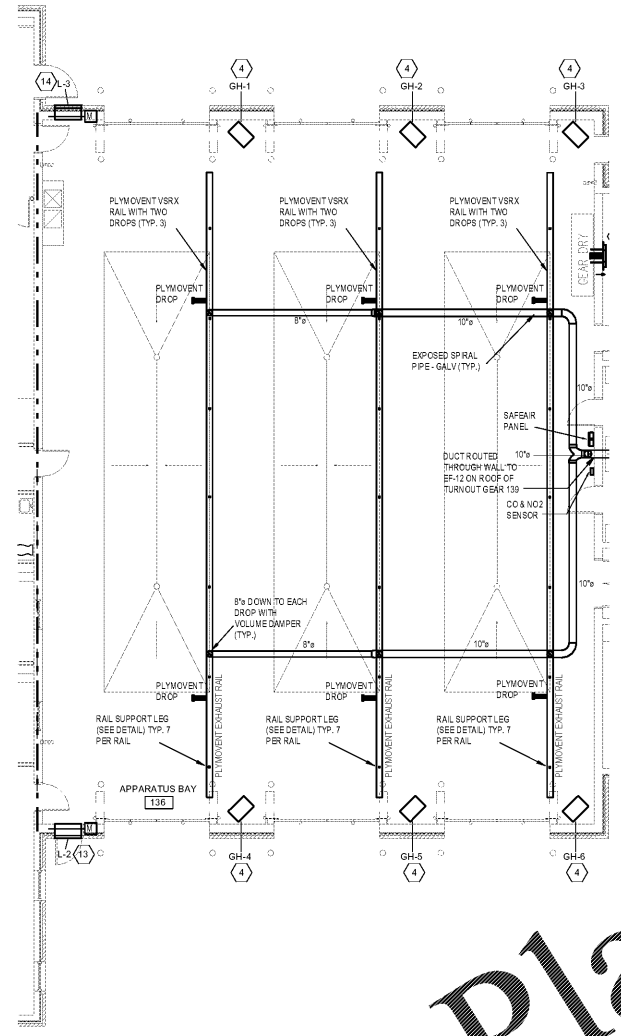 4
4
4
14
L-3
M
GH-1
GH-2
GH-3
PLYMOVENT VSRX
RAIL WITH TWO
DROPS (TYP. 3)
PLYMOVENT VSRX
RAIL WITH TWO
DROPS (TYP. 3)
PLYMOVENT VSRX
RAIL WITH TWO
DROPS (TYP. 3)
GEAR DRY
PLYMOVENT
DROP
PLYMOVENT
DROP
PLYMOVENT
DROP
8"ø
10"ø
EXPOSED SPIRAL
PIPE - GALV (TYP.)
10"ø
SAFEAIR
PANEL
10"ø
DUCT ROUTED
THROUGH WALL TO
EF-12 ON ROOF OF
TURNOUT GEAR 139
CO & NO2
SENSOR
10"ø
8"ø DOWN TO EACH
DROP WITH
VOLUME DAMPER
(TYP.)
8"ø
10"ø
PLYMOVENT
DROP
PLYMOVENT
DROP
PLYMOVENT
DROP
PLYMOVENT EXHAUST RAIL
PLYMOVENT EXHAUST RAIL
PLYMOVENT EXHAUST RAIL
RAIL SUPPORT LEG
(SEE DETAIL) TYP. 7
PER RAIL
RAIL SUPPORT LEG
(SEE DETAIL) TYP. 7
PER RAIL
RAIL SUPPORT LEG
(SEE DETAIL) TYP. 7
PER RAIL
APPARATUS BAY
136
M
L-2
13
GH-4
GH-5
GH-6
4
4
4
Pla